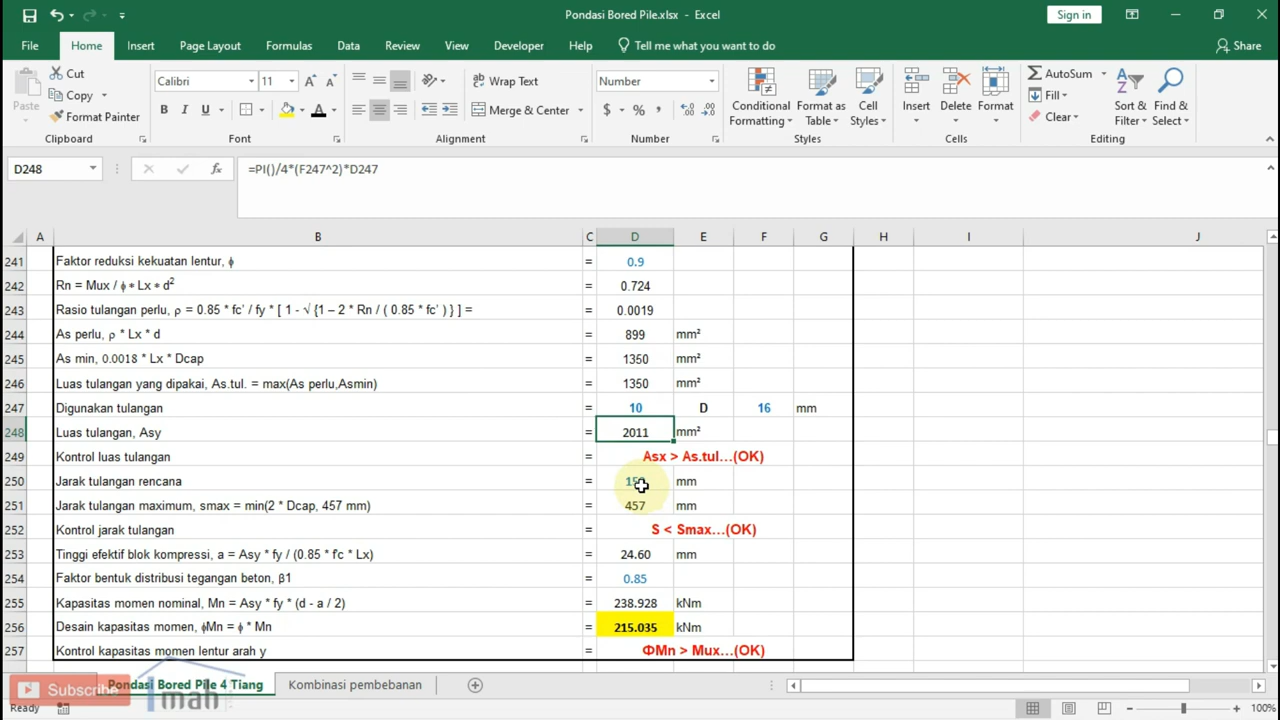 Pondasi Bored Pile.xlsx - Excel
Sign in
File Home Insert Page Layout Formulas Data Review View Developer Help Tell me what you want to do Share
Paste Cut Copy Format Painter
Calibri 11
B I U
Wrap Text
Merge & Center
Number
$ % ,
Conditional Formatting Format as Table Cell Styles
Insert Delete Format
AutoSum Fill Clear
Sort & Filter Find & Select
Clipboard Font Alignment Number Styles Cells Editing
D248 fx =PI()/4*(F247^2)*D247
A B C D E F G H I J
241 Faktor reduksi kekuatan lentur, ϕ = 0.9
242 Rn = Mux / ϕ * Lx * d² = 0.724
243 Rasio tulangan perlu, ρ = 0.85 * fc' / fy * [ 1 - √ {1 – 2 * Rn / ( 0.85 * fc' ) } ] = = 0.0019
244 As perlu, ρ * Lx * d = 899 mm²
245 As min, 0.0018 * Lx * Dcap = 1350 mm²
246 Luas tulangan yang dipakai, As.tul. = max(As perlu,Asmin) = 1350 mm²
247 Digunakan tulangan = 10 D 16 mm
248 Luas tulangan, Asy = 2011 mm²
249 Kontrol luas tulangan = Asx > As.tul...(OK)
250 Jarak tulangan rencana = mm
251 Jarak tulangan maximum, smax = min(2 * Dcap, 457 mm) = 457 mm
252 Kontrol jarak tulangan = S < Smax...(OK)
253 Tinggi efektif blok kompressi, a = Asy * fy / (0.85 * f'c * Lx) = 24.60 mm
254 Faktor bentuk distribusi tegangan beton, β1 = 0.85
255 Kapasitas momen nominal, Mn = Asy * fy * (d - a / 2) = 238.928 kNm
256 Desain kapasitas momen, ϕMn = ϕ * Mn = 215.035 kNm
257 Kontrol kapasitas momen lentur arah y = ΦMn > Mux...(OK)
Subscribe Imah
Pondasi Bored Pile 4 Tiang Kombinasi pembebanan
Ready 100%